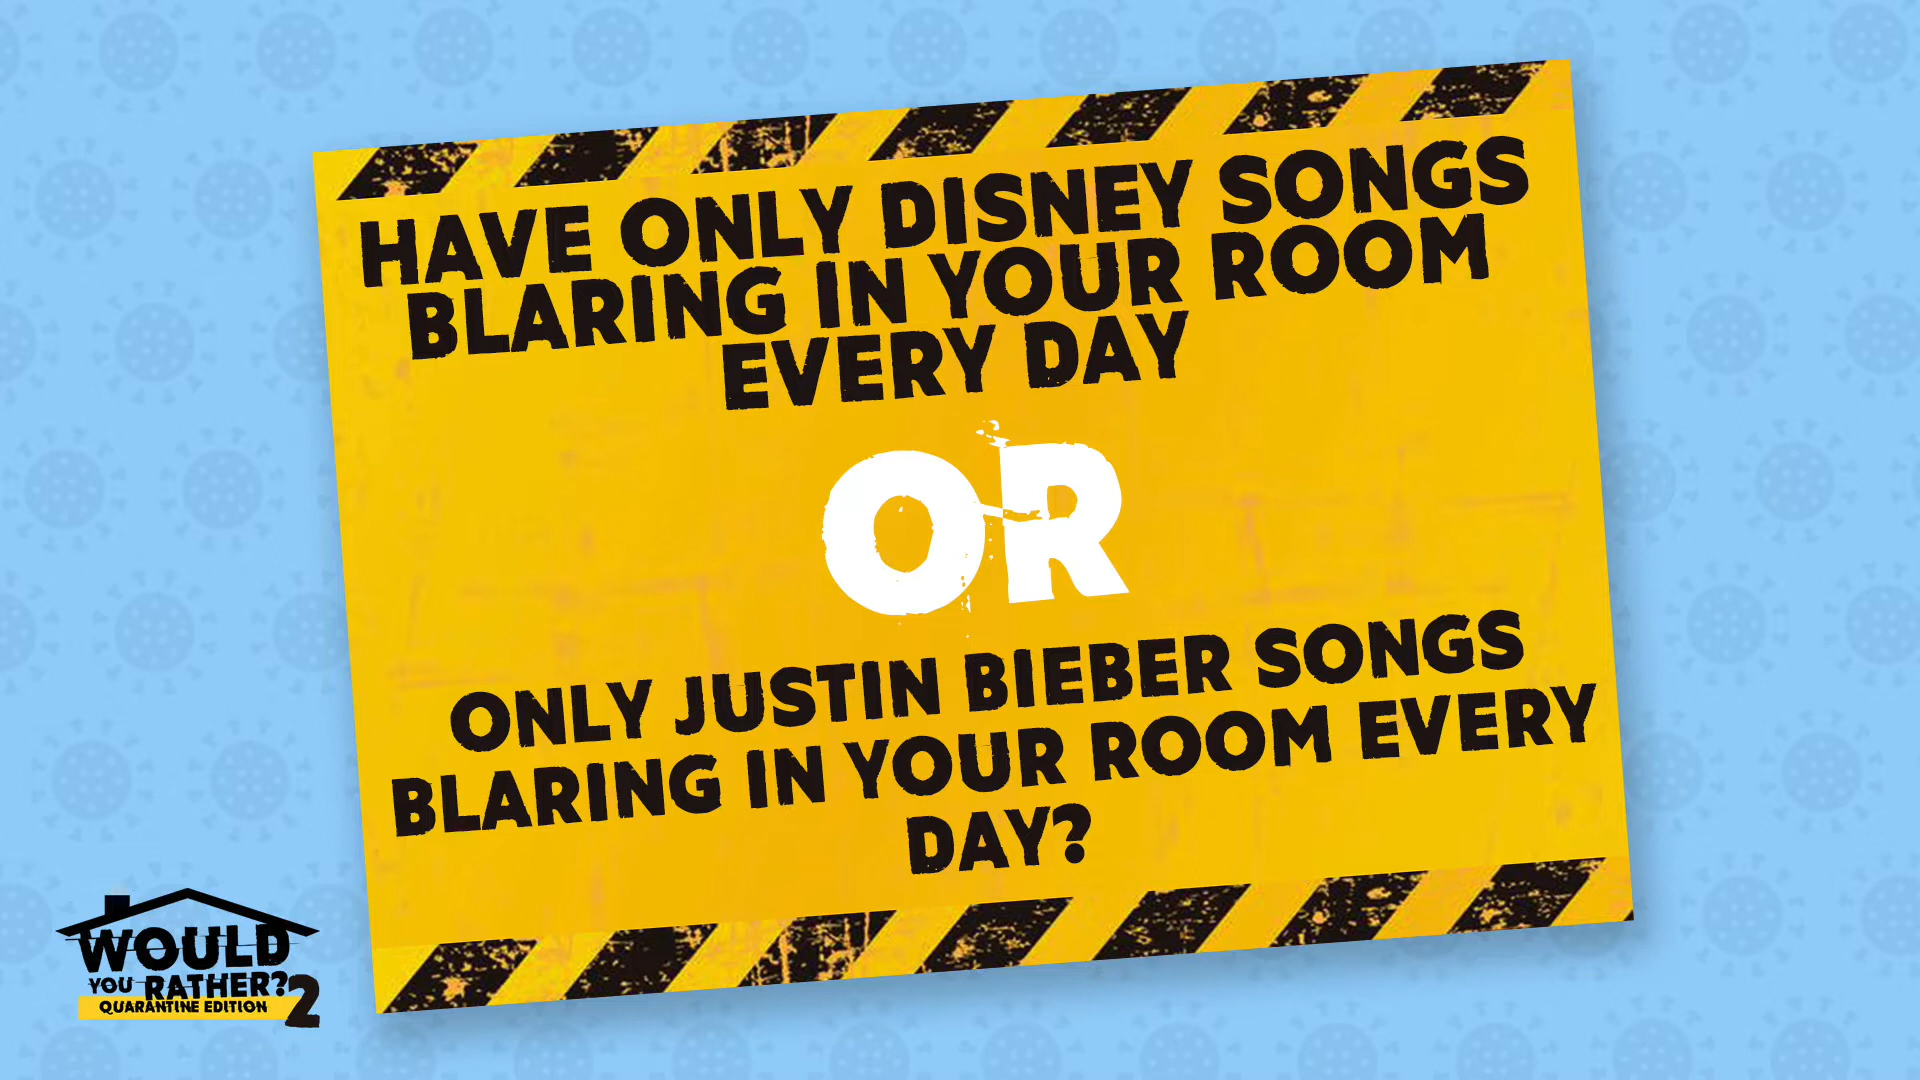 HAVE ONLY DISNEY SONGS
BLARING IN YOUR ROOM
EVERY DAY
OR
ONLY JUSTIN BIEBER SONGS
BLARING IN YOUR ROOM EVERY
DAY?
WOULD
YOU RATHER? 2
QUARANTINE EDITION